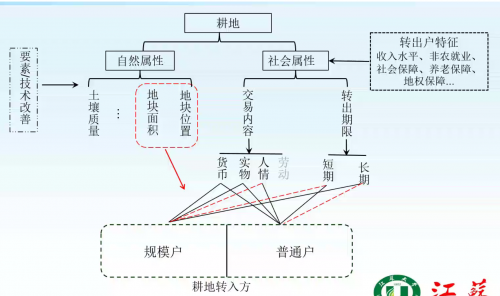 耕地
自然属性
社会属性
转出户特征
收入水平、非农就业、
社会保障、养老保障、
地权保障...
要素技术改善
土壤质量
...
地块面积
地块位置
交易内容
转出期限
货币
实物
人情
劳动
短期
长期
规模户
普通户
耕地转入方
江苏